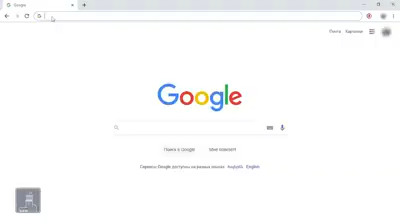 Google
Почта Картинки
Google
Поиск в Google Мне повезёт!
Сервисы Google доступны на разных языках: English